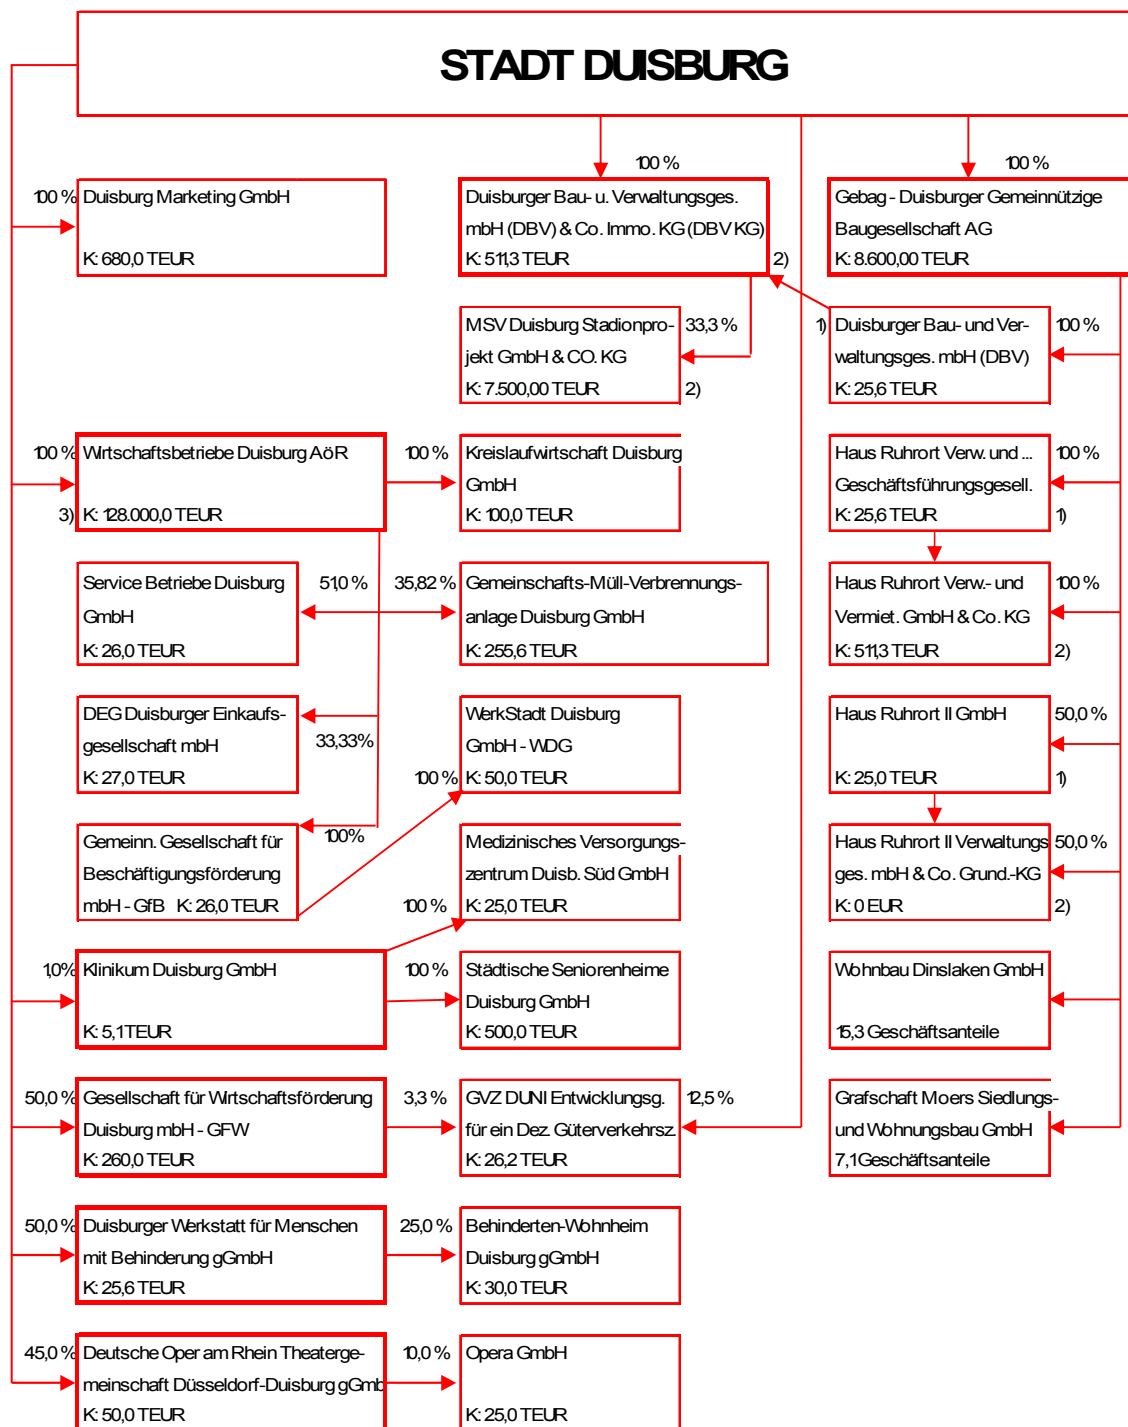 STADT DUISBURG
100 %
100 %
100 %
Duisburg Marketing GmbH
K: 680,0 TEUR
Duisburger Bau- u. Verwaltungsges.
mbH (DBV) & Co. Immo. KG (DBV KG)
K: 511,3 TEUR
2)
Gebag - Duisburger Gemeinnützige
Baugesellschaft AG
K: 8.600,00 TEUR
MSV Duisburg Stadionpro-
jekt GmbH & CO. KG
K: 7.500,00 TEUR
33,3 %
2)
1)
Duisburger Bau- und Ver-
waltungsges. mbH (DBV)
K: 25,6 TEUR
100 %
100 %
3)
Wirtschaftsbetriebe Duisburg AöR
K: 128.000,0 TEUR
100 %
Kreislaufwirtschaft Duisburg
GmbH
K: 100,0 TEUR
Haus Ruhrort Verw. und ...
Geschäftsführungsgesell.
K: 25,6 TEUR
100 %
1)
Service Betriebe Duisburg
GmbH
K: 26,0 TEUR
51,0 %
35,82 %
Gemeinschafts-Müll-Verbrennungs-
anlage Duisburg GmbH
K: 255,6 TEUR
Haus Ruhrort Verw.- und
Vermiet. GmbH & Co. KG
K: 511,3 TEUR
100 %
2)
DEG Duisburger Einkaufs-
gesellschaft mbH
K: 27,0 TEUR
33,33%
WerkStadt Duisburg
GmbH - WDG
K: 50,0 TEUR
100 %
Haus Ruhrort II GmbH
K: 25,0 TEUR
50,0 %
1)
Gemeinn. Gesellschaft für
Beschäftigungsförderung
mbH - GfB K: 26,0 TEUR
100%
Medizinisches Versorgungs-
zentrum Duisb. Süd GmbH
K: 25,0 TEUR
100 %
Haus Ruhrort II Verwaltungs
ges. mbH & Co. Grund.-KG
K: 0 EUR
50,0 %
2)
1,0%
Klinikum Duisburg GmbH
K: 5,1 TEUR
100 %
Städtische Seniorenheime
Duisburg GmbH
K: 500,0 TEUR
Wohnbau Dinslaken GmbH
15,3 Geschäftsanteile
50,0 %
Gesellschaft für Wirtschaftsförderung
Duisburg mbH - GFW
K: 260,0 TEUR
3,3 %
GVZ DUNI Entwicklungsg.
für ein Dez. Güterverkehrsz.
K: 26,2 TEUR
12,5 %
Grafschaft Moers Siedlungs-
und Wohnungsbau GmbH
7,1 Geschäftsanteile
50,0 %
Duisburger Werkstatt für Menschen
mit Behinderung gGmbH
K: 25,6 TEUR
25,0 %
Behinderten-Wohnheim
Duisburg gGmbH
K: 30,0 TEUR
45,0 %
Deutsche Oper am Rhein Theaterge-
meinschaft Düsseldorf-Duisburg gGmb
K: 50,0 TEUR
10,0 %
Opera GmbH
K: 25,0 TEUR